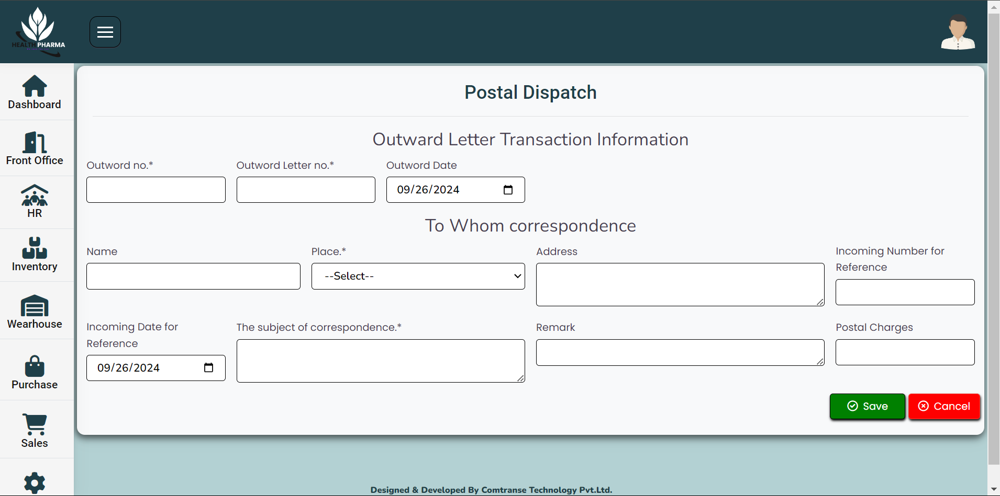 HEALTH PHARMA
Dashboard
Front Office
HR
Inventory
Wearhouse
Purchase
Sales
Postal Dispatch
Outward Letter Transaction Information
Outword no.*
Outword Letter no.*
Outword Date
09/26/2024
To Whom correspondence
Name
Place.*
--Select--
Address
Incoming Number for
Reference
Incoming Date for
Reference
09/26/2024
The subject of correspondence.*
Remark
Postal Charges
Save
Cancel
Designed & Developed By Comtranse Technology Pvt.Ltd.